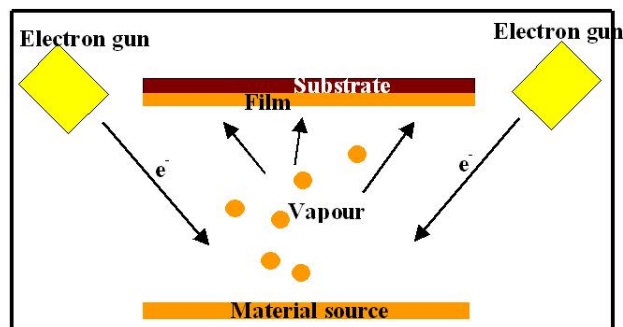 Electron gun
Electron gun
Substrate
Film
e-
e-
Vapour
Material source